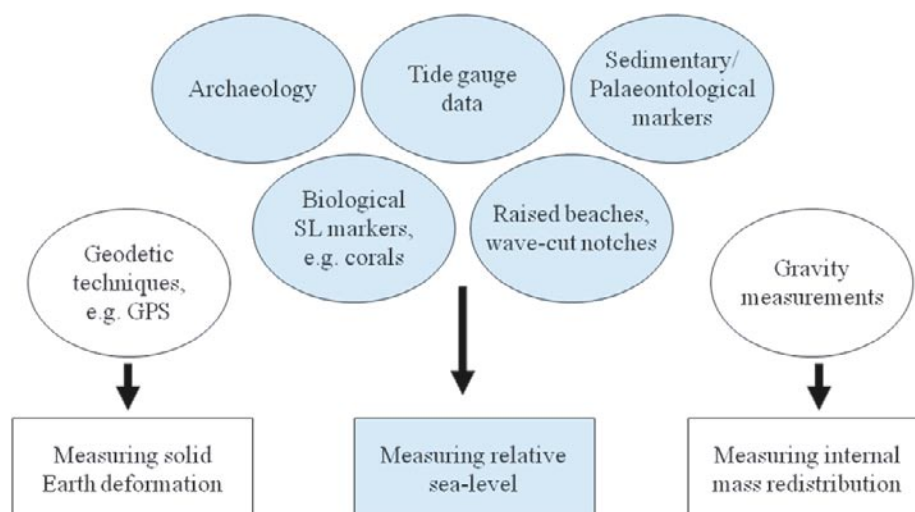 Archaeology
Tide gauge
data
Sedimentary/
Palaeontological
markers
Biological
SL markers,
e.g. corals
Raised beaches,
wave-cut notches
Geodetic
techniques,
e.g. GPS
Gravity
measurements
Measuring solid
Earth deformation
Measuring relative
sea-level
Measuring internal
mass redistribution